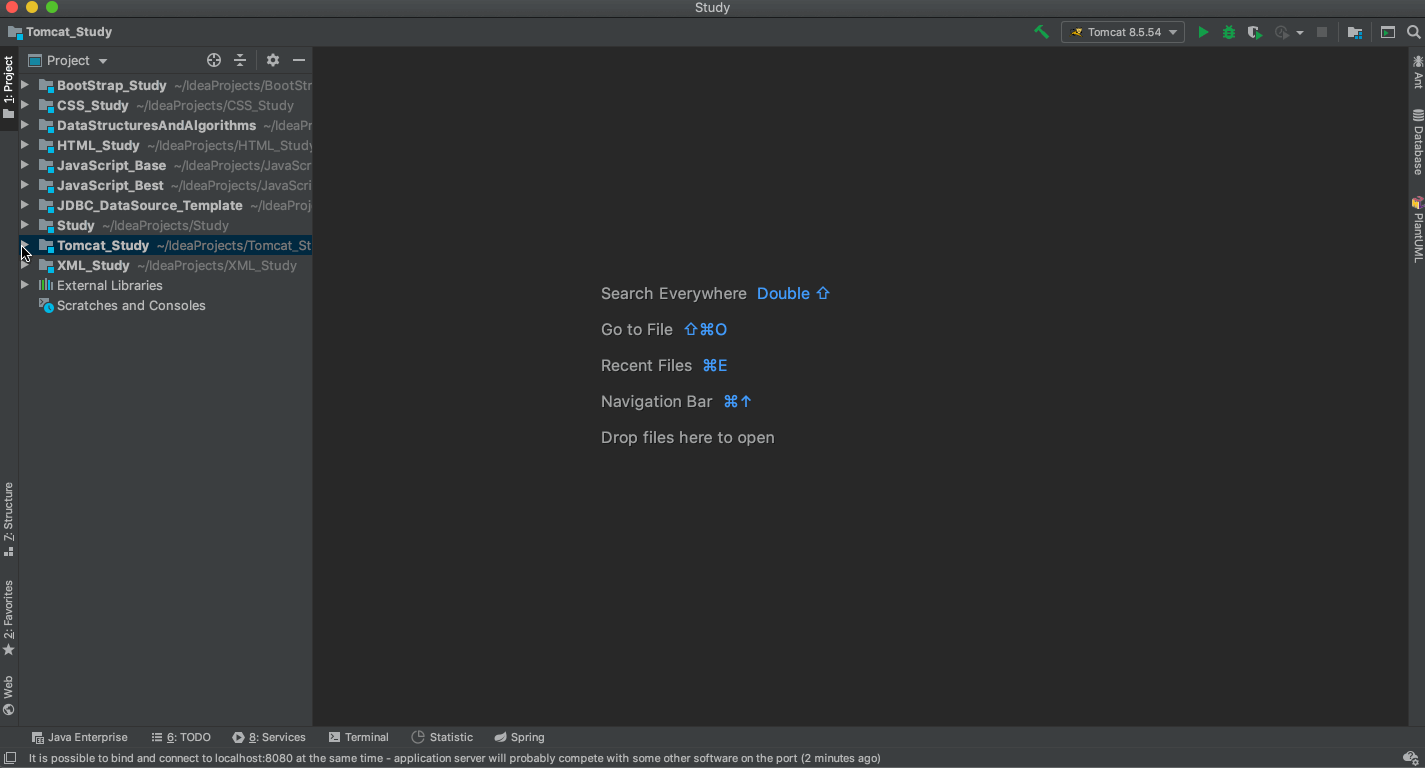 Study
Tomcat_Study
Tomcat 8.5.54
1: Project
Project
BootStrap_Study ~/IdeaProjects/BootStr
CSS_Study ~/IdeaProjects/CSS_Study
DataStructuresAndAlgorithms ~/IdeaPr
HTML_Study ~/IdeaProjects/HTML_Study
JavaScript_Base ~/IdeaProjects/JavaScr
JavaScript_Best ~/IdeaProjects/JavaScri
JDBC_DataSource_Template ~/IdeaProj
Study ~/IdeaProjects/Study
Tomcat_Study ~/IdeaProjects/Tomcat_St
XML_Study ~/IdeaProjects/XML_Study
External Libraries
Scratches and Consoles
Search Everywhere Double ⇧
Go to File ⇧⌘O
Recent Files ⌘E
Navigation Bar ⌘↑
Drop files here to open
Ant
Database
PlantUML
7: Structure
2: Favorites
Web
Java Enterprise 6: TODO 8: Services Terminal Statistic Spring
It is possible to bind and connect to localhost:8080 at the same time - application server will probably compete with some other software on the port (2 minutes ago)